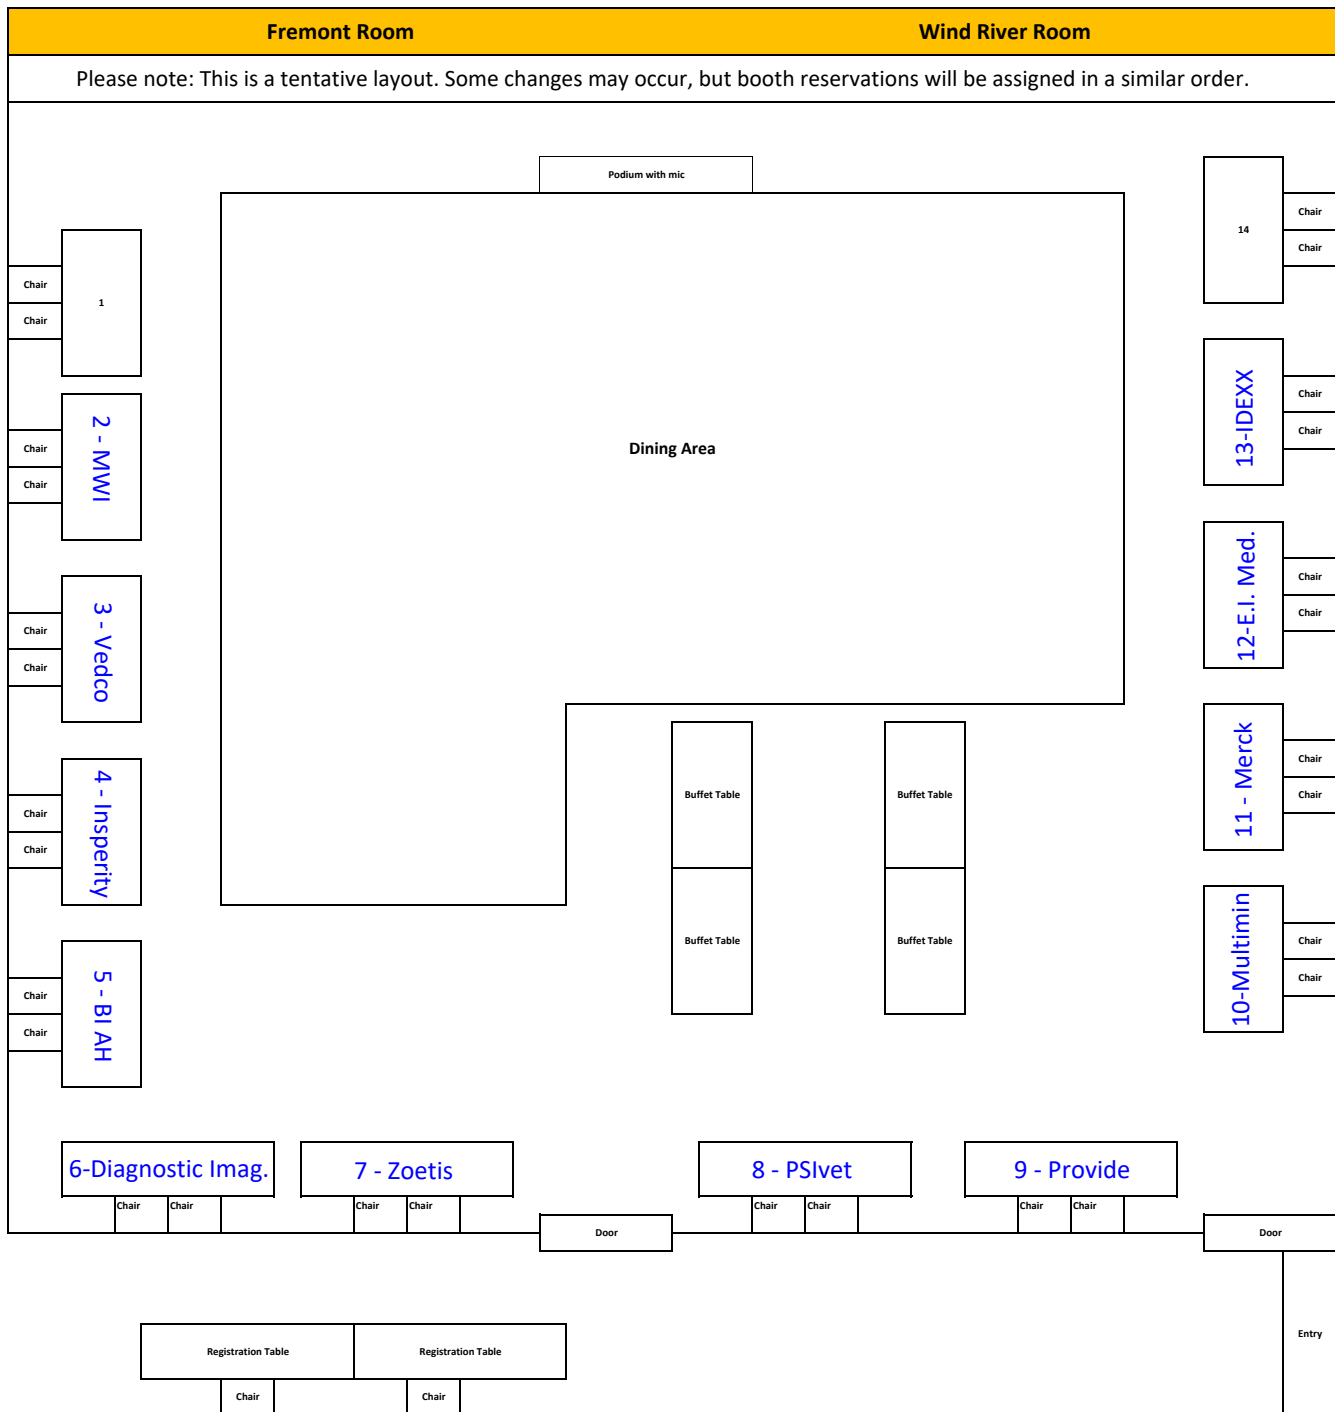 Fremont Room
Wind River Room
Please note: This is a tentative layout. Some changes may occur, but booth reservations will be assigned in a similar order.
Podium with mic
14
Chair
Chair
1
Chair
Chair
13-IDEXX
Chair
Chair
2 - MWI
Chair
Chair
Dining Area
12-E.I. Med.
Chair
Chair
3 - Vedco
Chair
Chair
11 - Merck
Chair
Chair
4 - Insperity
Chair
Chair
Buffet Table
Buffet Table
10-Multimin
Chair
Chair
Buffet Table
Buffet Table
5 - BI AH
Chair
Chair
6-Diagnostic Imag.
7 - Zoetis
8 - PSIvet
9 - Provide
Chair
Chair
Chair
Chair
Chair
Chair
Chair
Chair
Door
Door
Entry
Registration Table
Registration Table
Chair
Chair